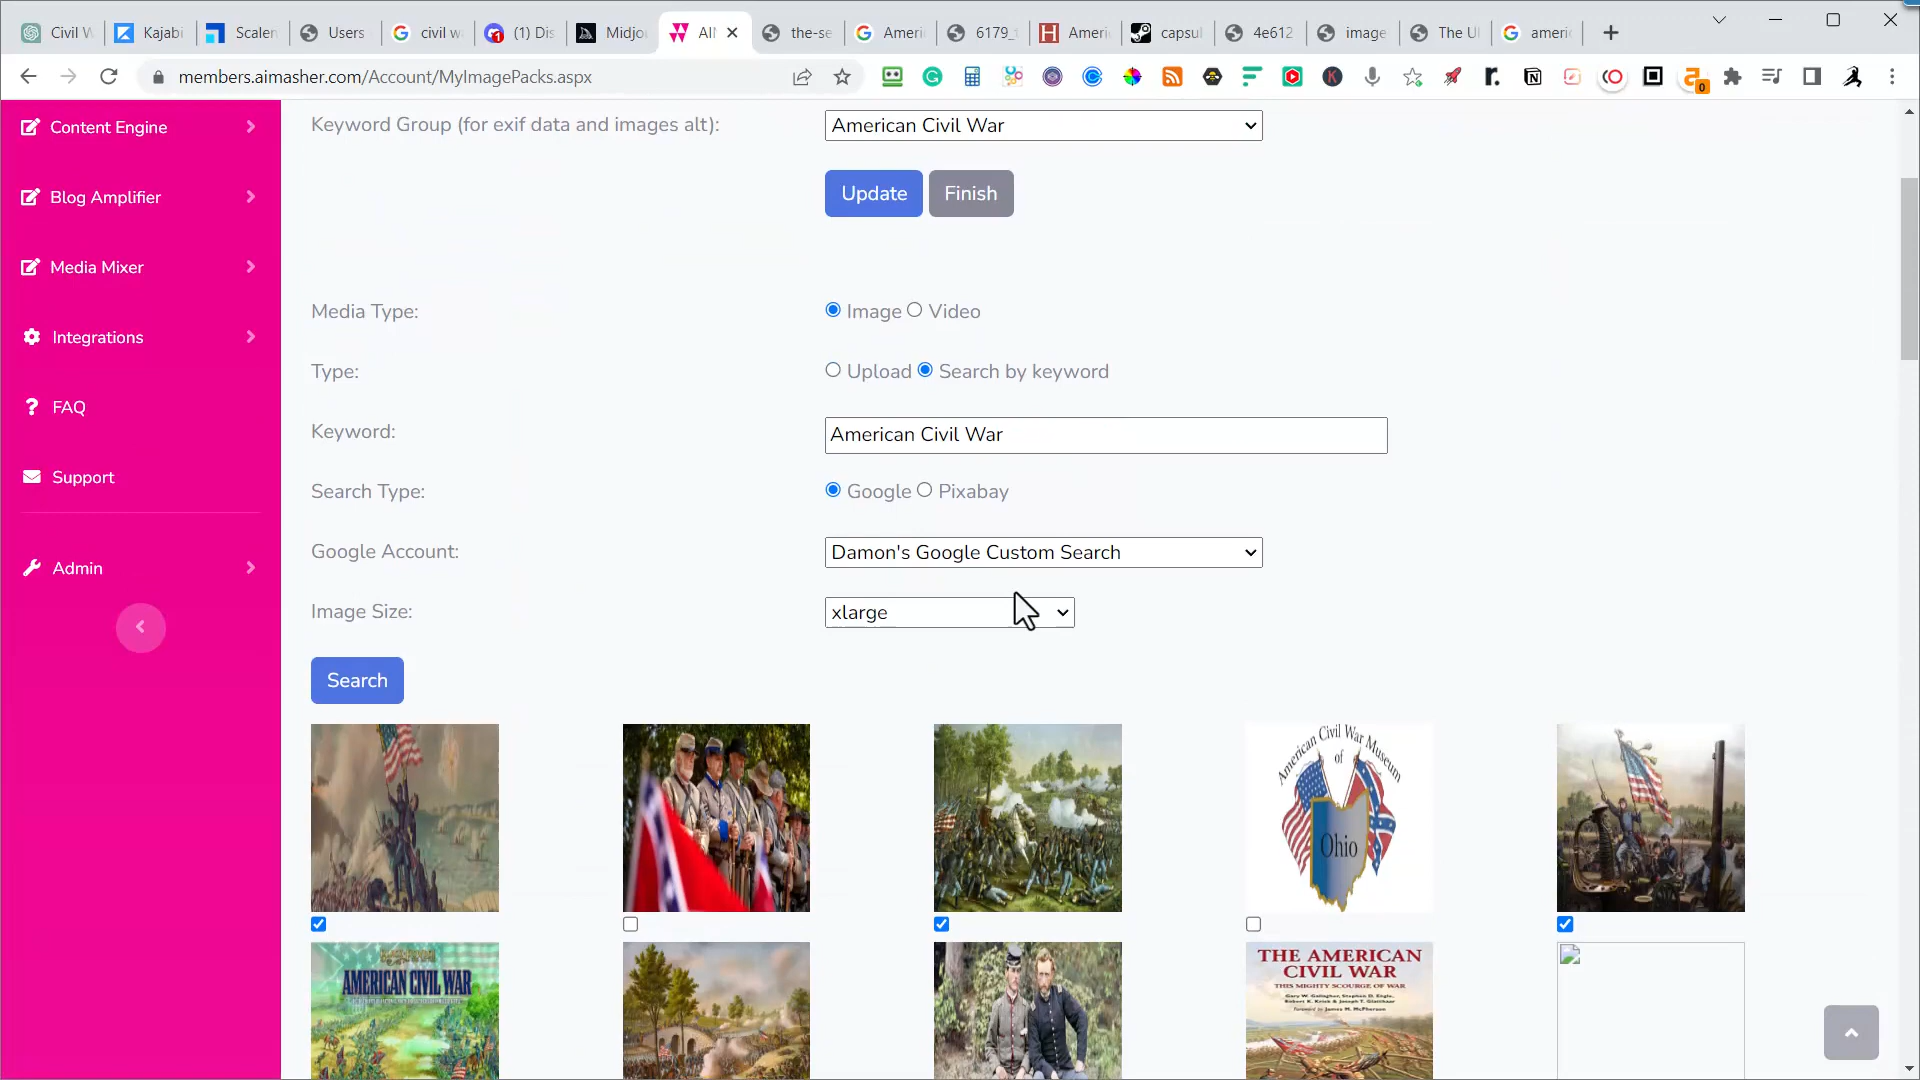 Civil W
Kajabi
Scalen
Users
civil w
(1) Dis
Midjo
AI
the-se
Ameri
6179_
Ameri
capsul
4e612
image
The Ul
ameri
members.aimasher.com/Account/MyImagePacks.aspx
Content Engine
Blog Amplifier
Media Mixer
Integrations
FAQ
Support
Admin
Keyword Group (for exif data and images alt):
American Civil War
Update
Finish
Media Type:
Image
Video
Type:
Upload
Search by keyword
Keyword:
American Civil War
Search Type:
Google
Pixabay
Google Account:
Damon's Google Custom Search
Image Size:
xlarge
Search
American Civil War Museum
of
Ohio
AMERICAN CIVIL WAR
THE AMERICAN
CIVIL WAR
THIS MIGHTY SCOURGE OF WAR